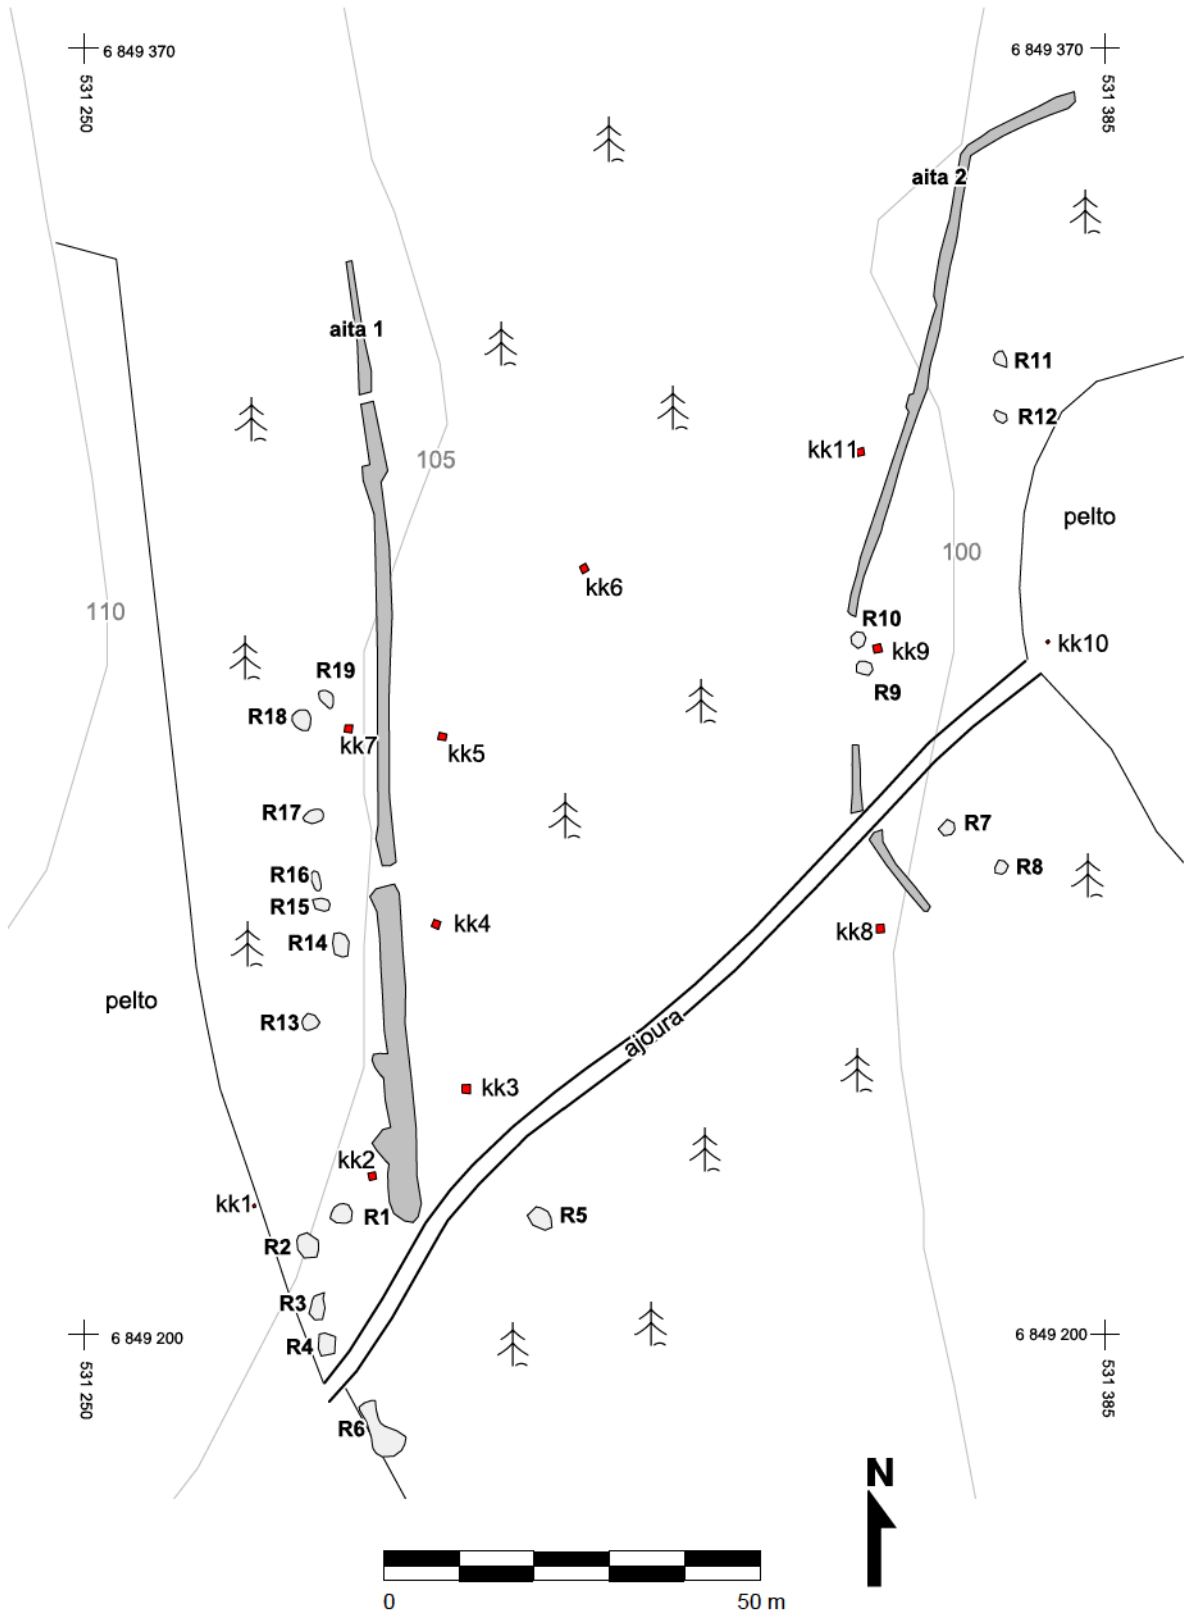 6 849 370
6 849 370
531 250
531 385
aita 2
aita 1
R11
R12
105
kk11
pelto
100
kk6
110
R10
kk9
kk10
R19
R9
R18
kk7
kk5
R17
R7
R8
R16
R15
kk4
kk8
R14
pelto
R13
ajoura
kk3
kk2
kk1
R1
R5
R2
R3
R4
6 849 200
6 849 200
531 250
531 385
R6
N
0
50 m